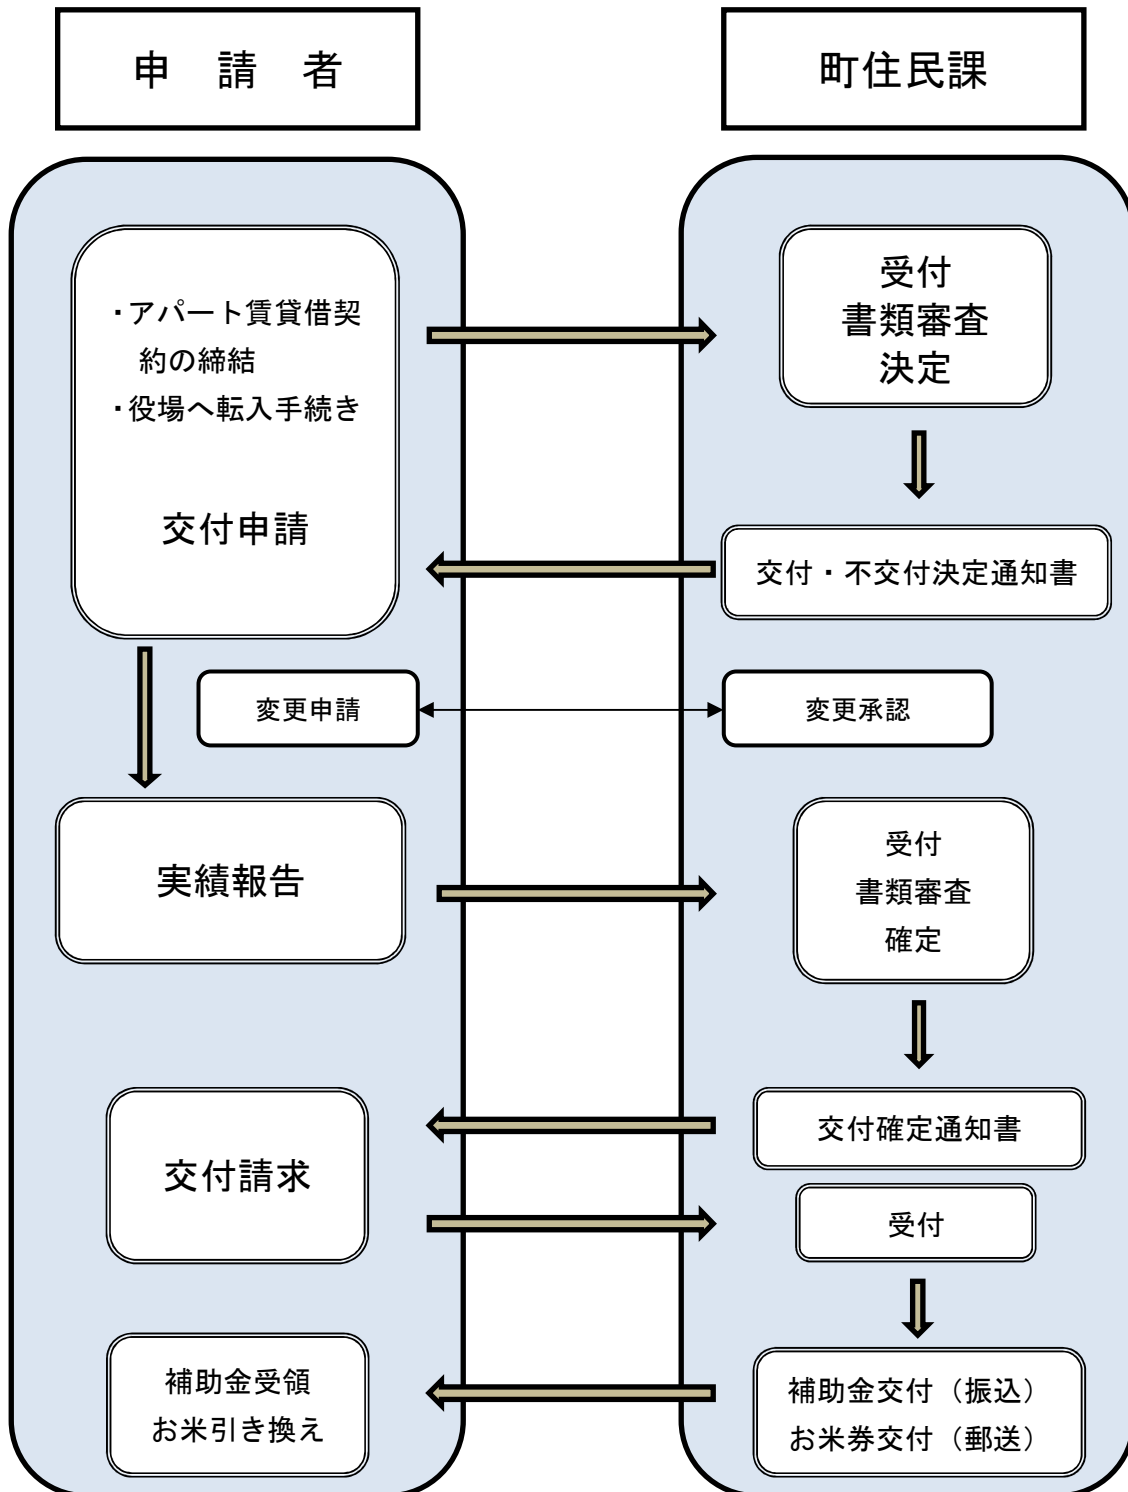 申　請　者
町住民課
・アパート賃貸借契
約の締結
・役場へ転入手続き
交付申請
受付
書類審査
決定
交付・不交付決定通知書
変更申請
変更承認
実績報告
受付
書類審査
確定
交付確定通知書
交付請求
受付
補助金受領
お米引き換え
補助金交付（振込）
お米券交付（郵送）